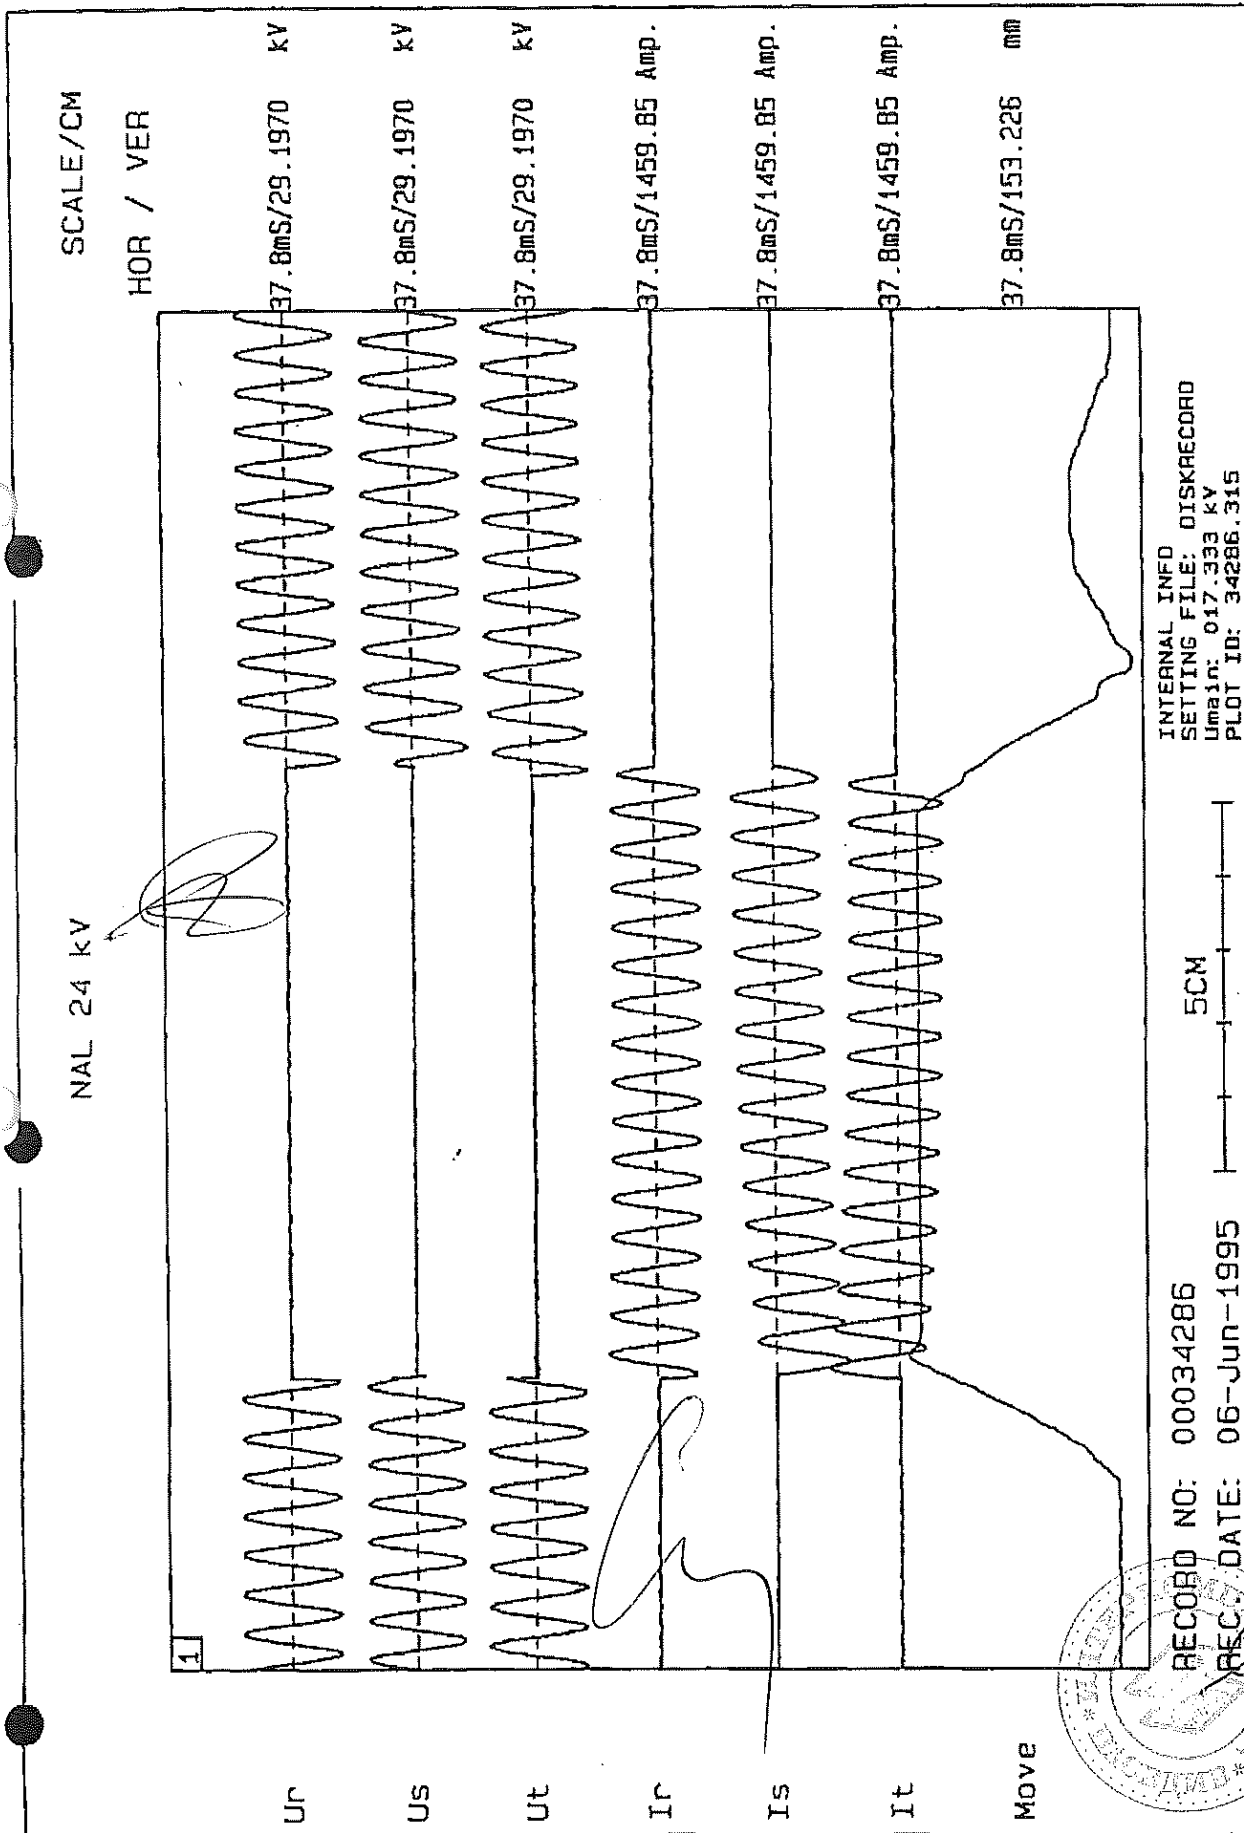 NAL 24 kV
SCALE/CM
HOR / VER
1
Ur 37.8mS/29.1970 kV
Us 37.8mS/29.1970 kV
Ut 37.8mS/29.1970 kV
Ir 37.8mS/1459.85 Amp.
Is 37.8mS/1459.85 Amp.
It 37.8mS/1459.85 Amp.
Move 37.8mS/153.226 mm
RECORD NO: 00034286
REC. DATE: 06-Jun-1995
5CM
INTERNAL INFO
SETTING FILE: DISKRECORD
Umain: 017.333 kV
PLOT ID: 34286.315